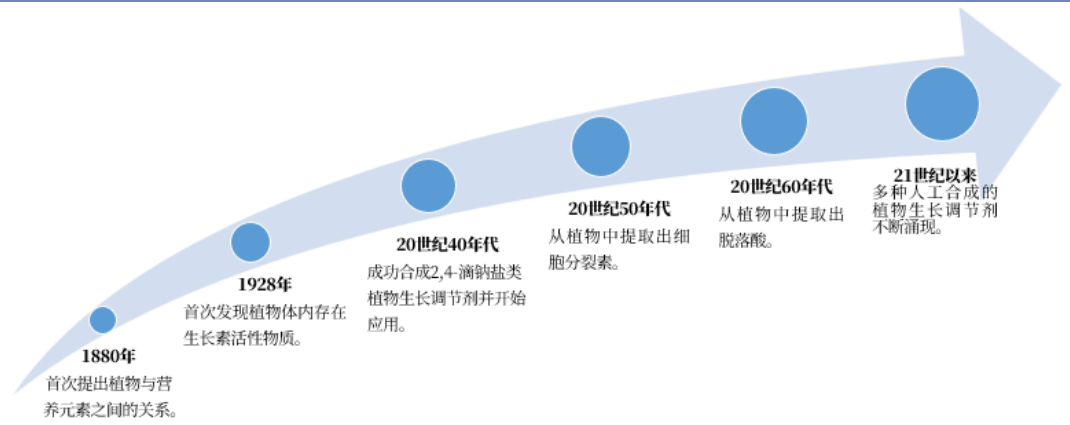 1880年
首次提出植物与营
养元素之间的关系。
1928年
首次发现植物体内存在
生长素活性物质。
20世纪40年代
成功合成2,4-滴钠盐类
植物生长调节剂并开始
应用。
20世纪50年代
从植物中提取出细
胞分裂素。
20世纪60年代
从植物中提取出
脱落酸。
21世纪以来
多种人工合成的
植物生长调节剂
不断涌现。